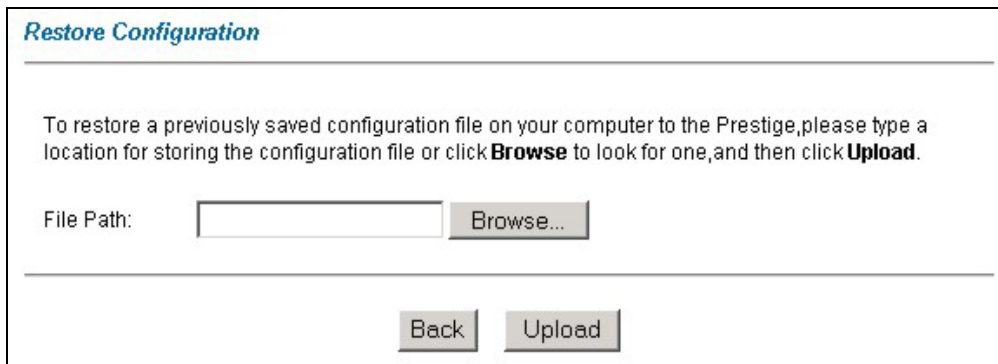 Restore Configuration
To restore a previously saved configuration file on your computer to the Prestige,please type a
location for storing the configuration file or click Browse to look for one,and then click Upload.
File Path: Browse...
Back Upload